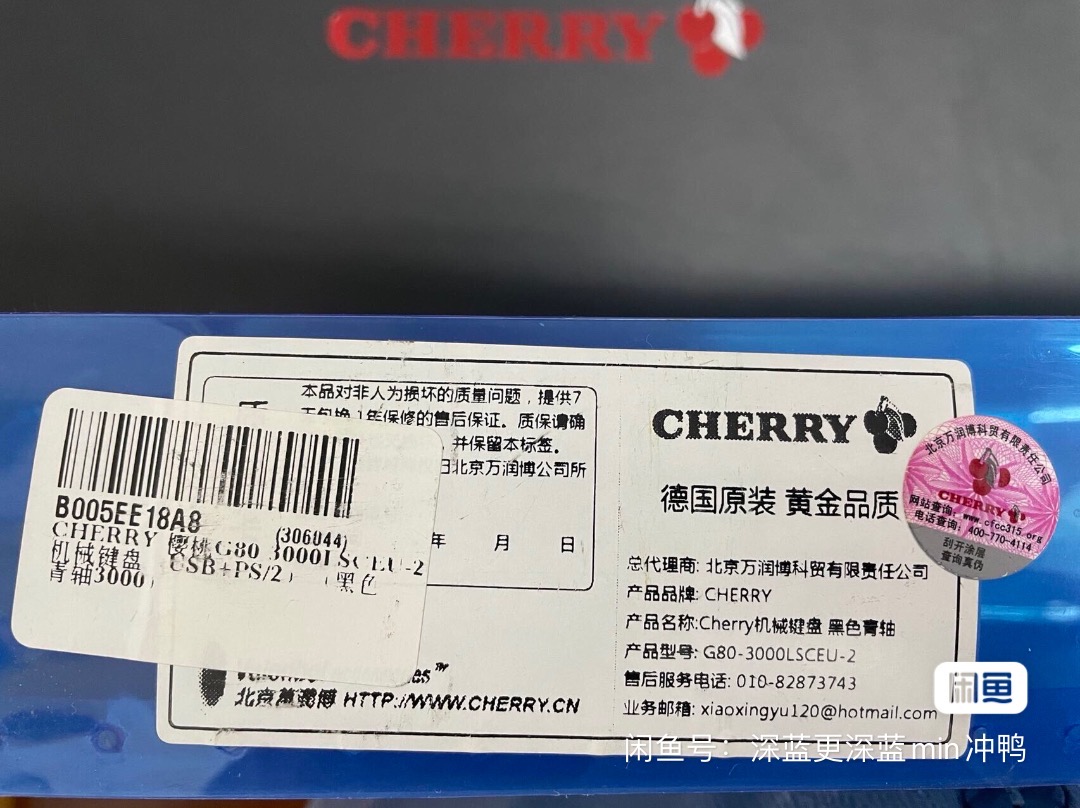 CHERRY
本品对非人为损坏的质量问题，提供7
1年保修的售后保证。质保请确
并保留本标签。
北京万润博公司所
年 月 日
B005EE18A8
(306044)
CHERRY 樱桃G80 3000LSCEU-2
机械键盘 USB+PS/2） （黑色
青轴3000）
北京万润博 HTTP://WWW.CHERRY.CN
CHERRY
德国原装 黄金品质
总代理商: 北京万润博科贸有限责任公司
产品品牌: CHERRY
产品名称:Cherry机械键盘 黑色青轴
产品型号: G80-3000LSCEU-2
售后服务电话: 010-82873743
业务邮箱: xiaoxingyu120@hotmail.com
北京万润博科贸有限责任公司
CHERRY
网站查询: www.cfcc315.org
电话查询: 400-770-4114
刮开涂层
查询真伪
闲鱼
闲鱼号：深蓝更深蓝min冲鸭